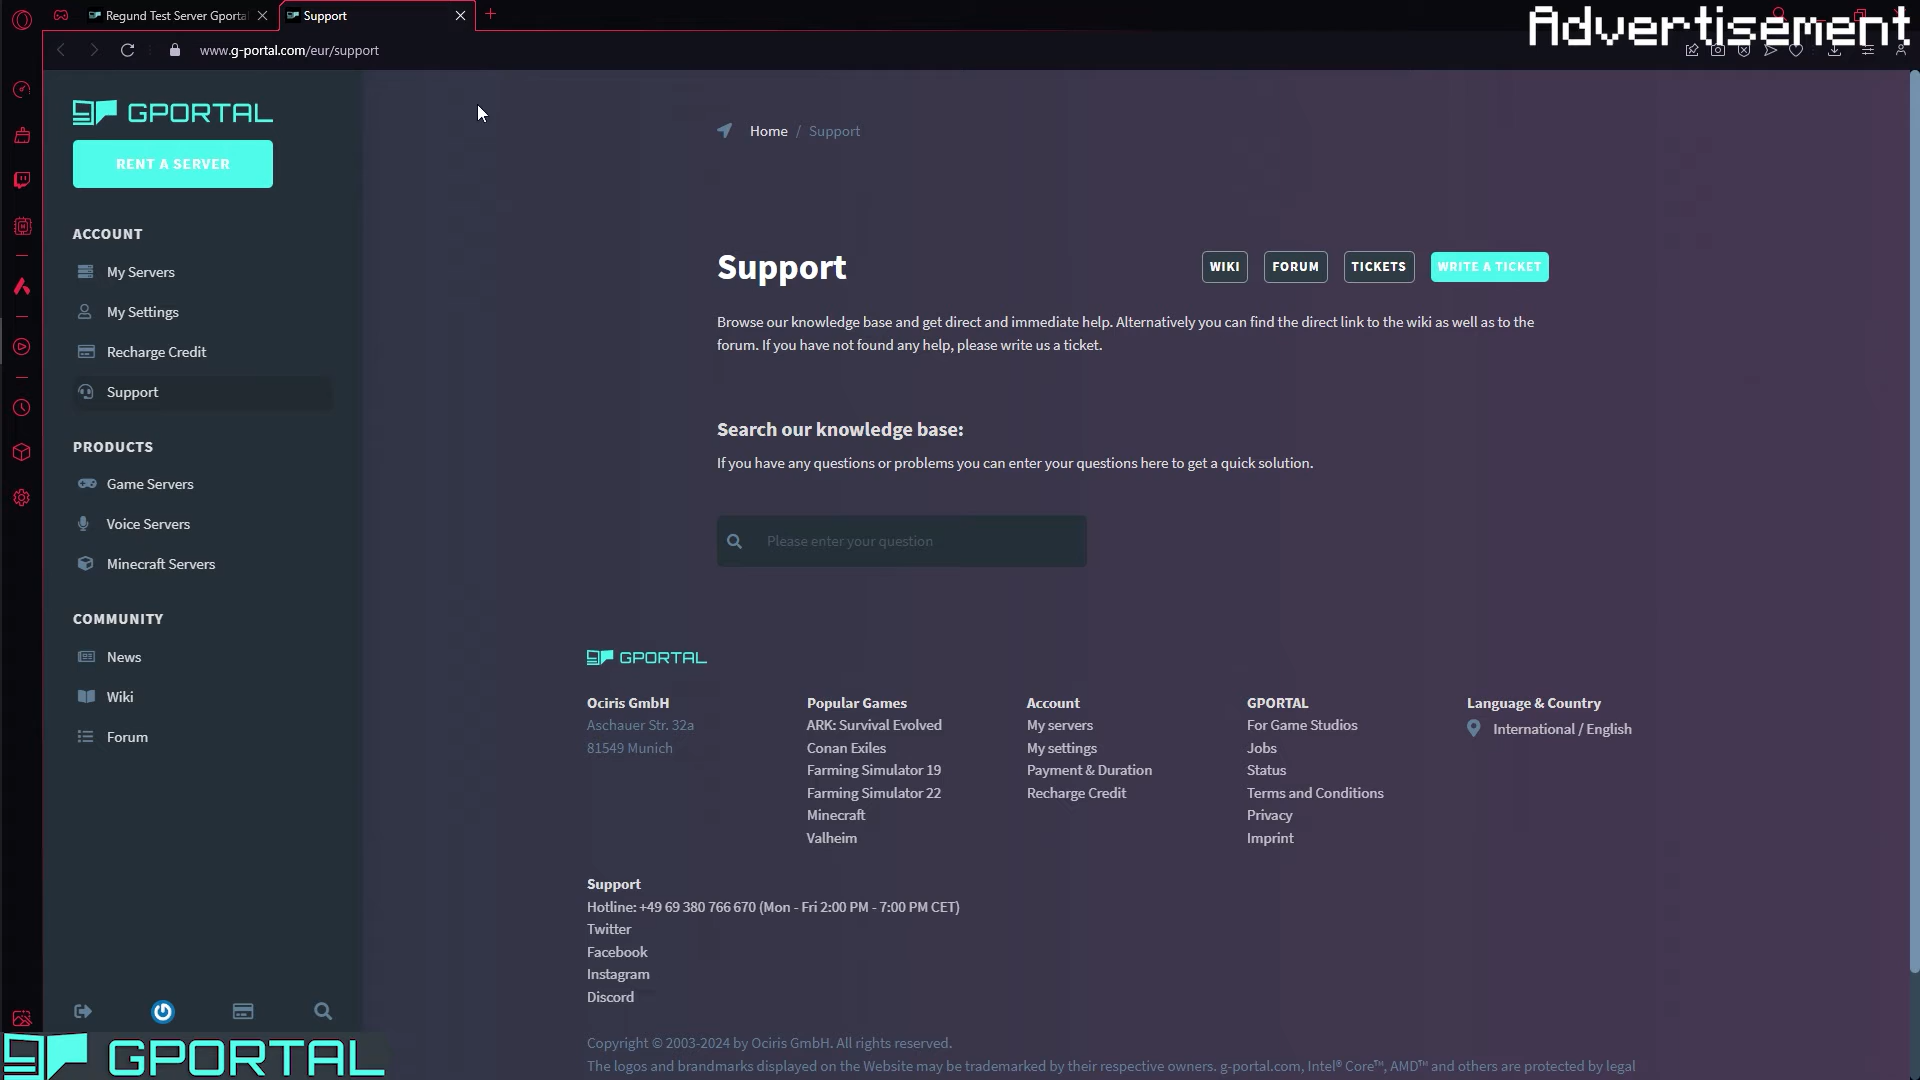 Regund Test Server Gportal
Support
Advertisement
www.g-portal.com/eur/support
GPORTAL
RENT A SERVER
ACCOUNT
My Servers
My Settings
Recharge Credit
Support
PRODUCTS
Game Servers
Voice Servers
Minecraft Servers
COMMUNITY
News
Wiki
Forum
Home / Support
Support
WIKI
FORUM
TICKETS
WRITE A TICKET
Browse our knowledge base and get direct and immediate help. Alternatively you can find the direct link to the wiki as well as to the
forum. If you have not found any help, please write us a ticket.
Search our knowledge base:
If you have any questions or problems you can enter your questions here to get a quick solution.
Please enter your question
GPORTAL
Ociris GmbH
Aschauer Str. 32a
81549 Munich
Popular Games
ARK: Survival Evolved
Conan Exiles
Farming Simulator 19
Farming Simulator 22
Minecraft
Valheim
Account
My servers
My settings
Payment & Duration
Recharge Credit
GPORTAL
For Game Studios
Jobs
Status
Terms and Conditions
Privacy
Imprint
Language & Country
International / English
Support
Hotline: +49 69 380 766 670 (Mon - Fri 2:00 PM - 7:00 PM CET)
Twitter
Facebook
Instagram
Discord
Copyright © 2003-2024 by Ociris GmbH. All rights reserved.
The logos and brandmarks displayed on the Website may be trademarked by their respective owners. g-portal.com, Intel® Core™, AMD™ and others are protected by legal
GPORTAL